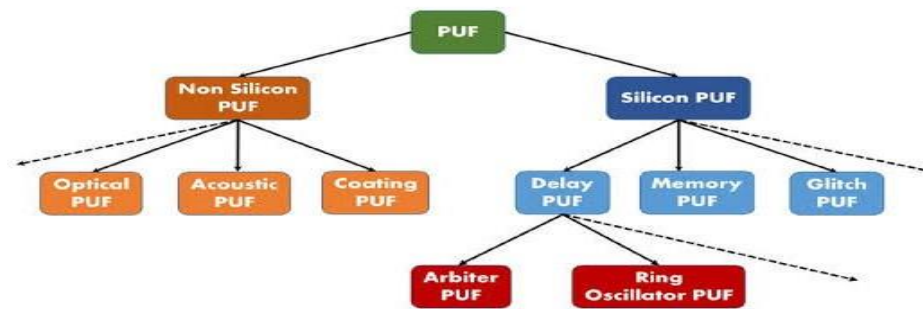 PUF
Non Silicon
PUF
Silicon PUF
Optical
PUF
Acoustic
PUF
Coating
PUF
Delay
PUF
Memory
PUF
Glitch
PUF
Arbiter
PUF
Ring
Oscillator PUF